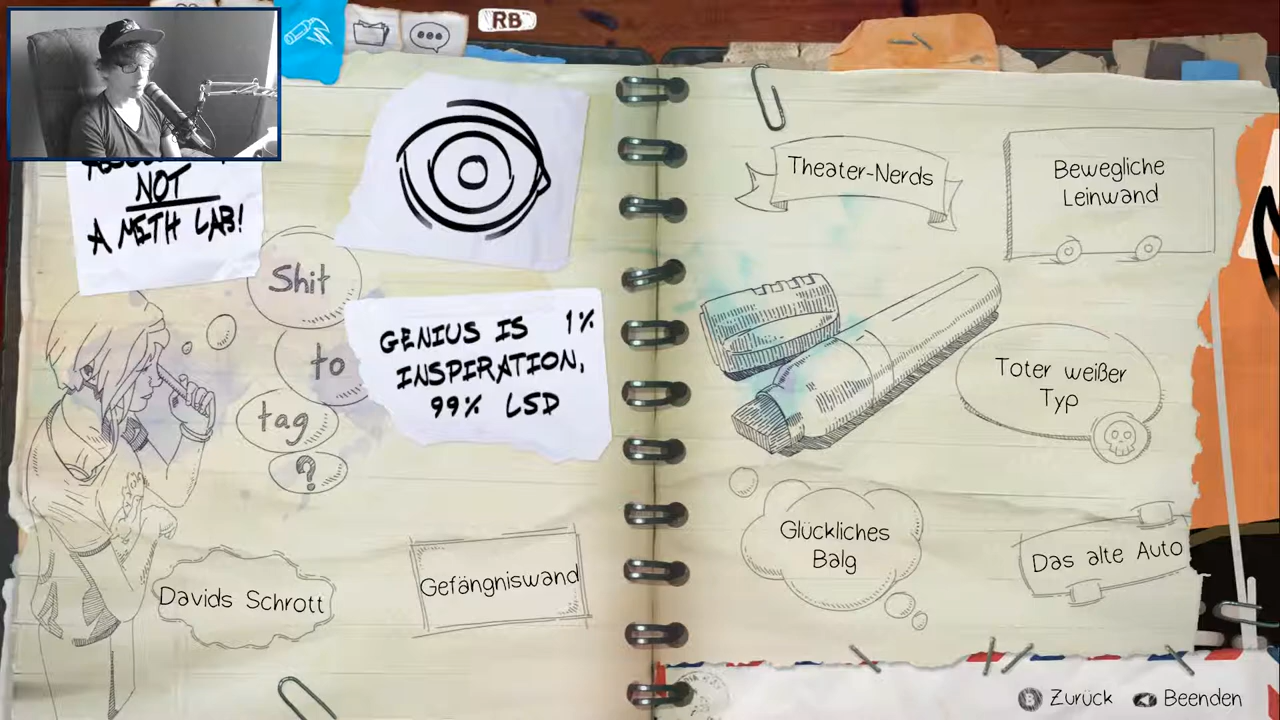 RB
NOT
A METH LAB!
Shit
to
tag
?
GENIUS IS 1%
INSPIRATION,
99% LSD
Davids Schrott
Gefängniswand
Theater-Nerds
Bewegliche
Leinwand
Toter weißer
Typ
Glückliches
Balg
Das alte Auto
B Zurück
Beenden